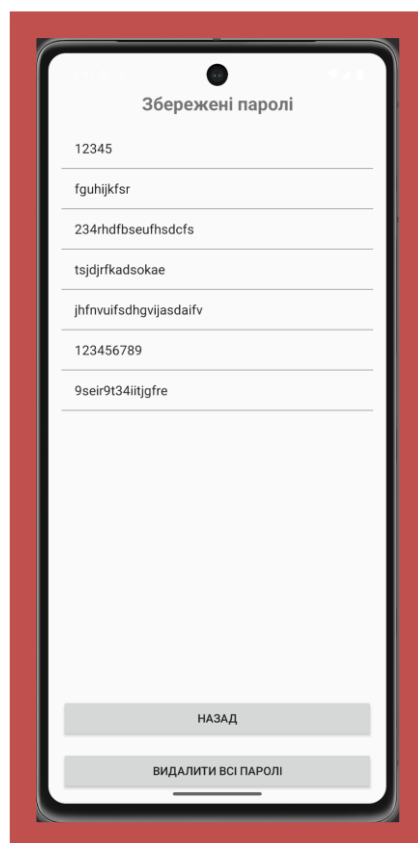 Збережені паролі
12345
fguhijkfsr
234rhdfbseufhsdcfs
tsjdjrfkadsokae
jhfnvuifsdhgvijasdaifv
123456789
9seir9t34iitjgfre
НАЗАД
ВИДАЛИТИ ВСІ ПАРОЛІ